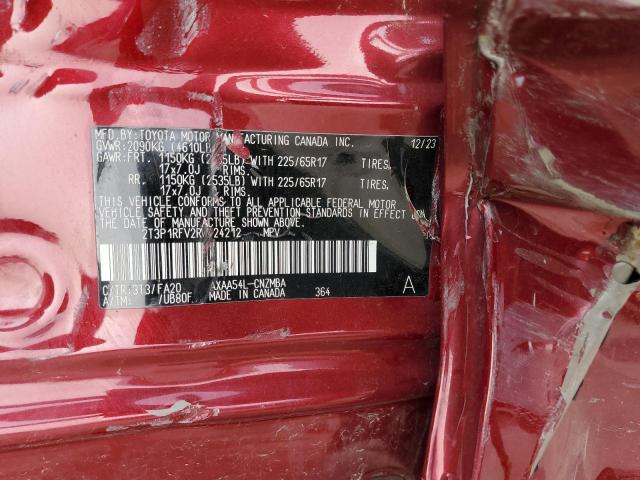 MFD. BY: TOYOTA MOTOR MANUFACTURING CANADA INC. 12/23
GVWR: 2090KG (4610LB)
GAWR: FRT. 1150KG (2535LB) WITH 225/65R17 TIRES,
17x7.0J RIMS,
RR. 1150KG (2535LB) WITH 225/65R17 TIRES,
17x7.0J RIMS,
THIS VEHICLE CONFORMS TO ALL APPLICABLE FEDERAL MOTOR
VEHICLE SAFETY AND THEFT PREVENTION STANDARDS IN EFFECT ON
THE DATE OF MANUFACTURE SHOWN ABOVE.
MPV
C/TR: 313/FA20 AXAA54L-CNZMBA
A/TM: /UB80F MADE IN CANADA 364 A